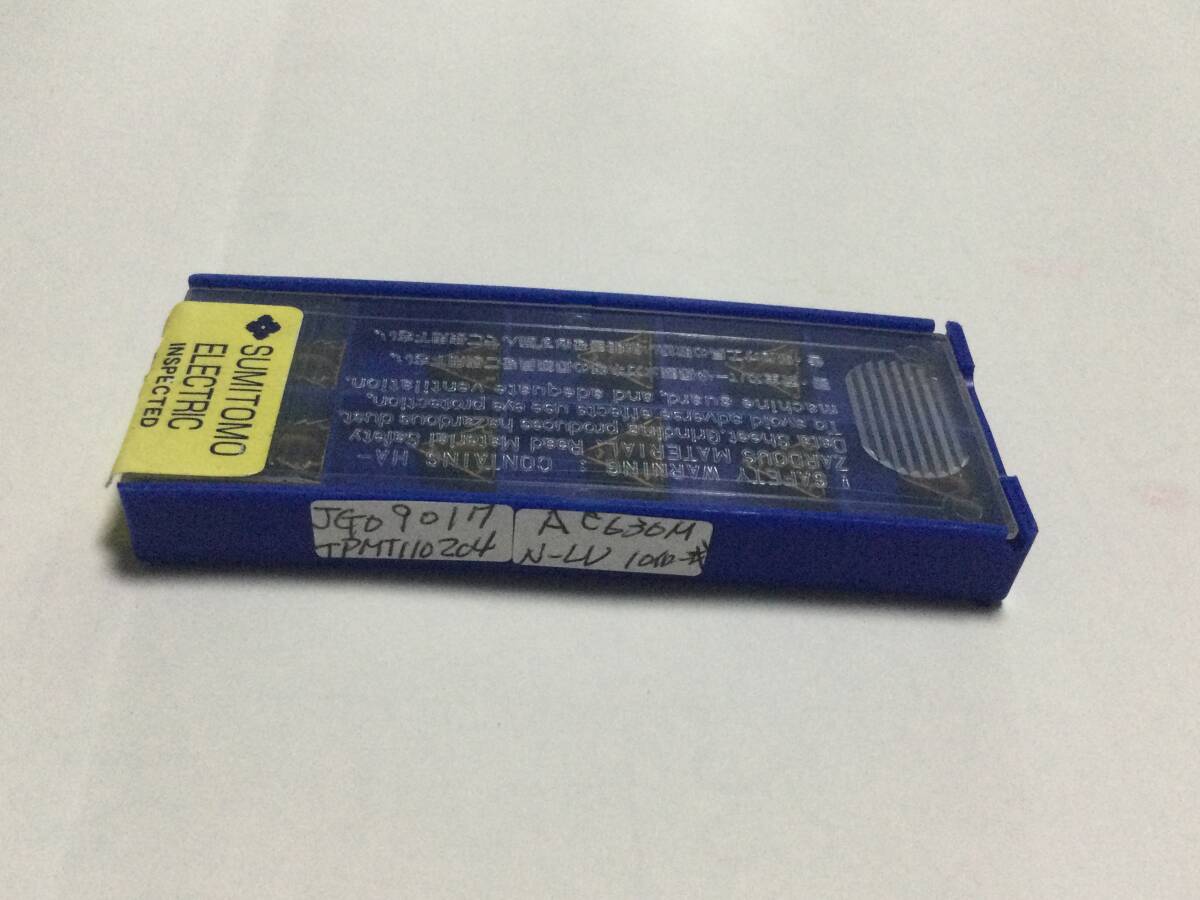 SUMITOMO
ELECTRIC
INSPECTED
! SAFETY WARNING : CONTAINS HA-
ZARDOUS MATERIAL Read Material Safety
Data Sheet. Grinding produces hazardous dust
To avoid adverse effects use eye protection,
machine guard, and adequate ventilation.
JG09017
TPMT110204
AC630M
N-LU